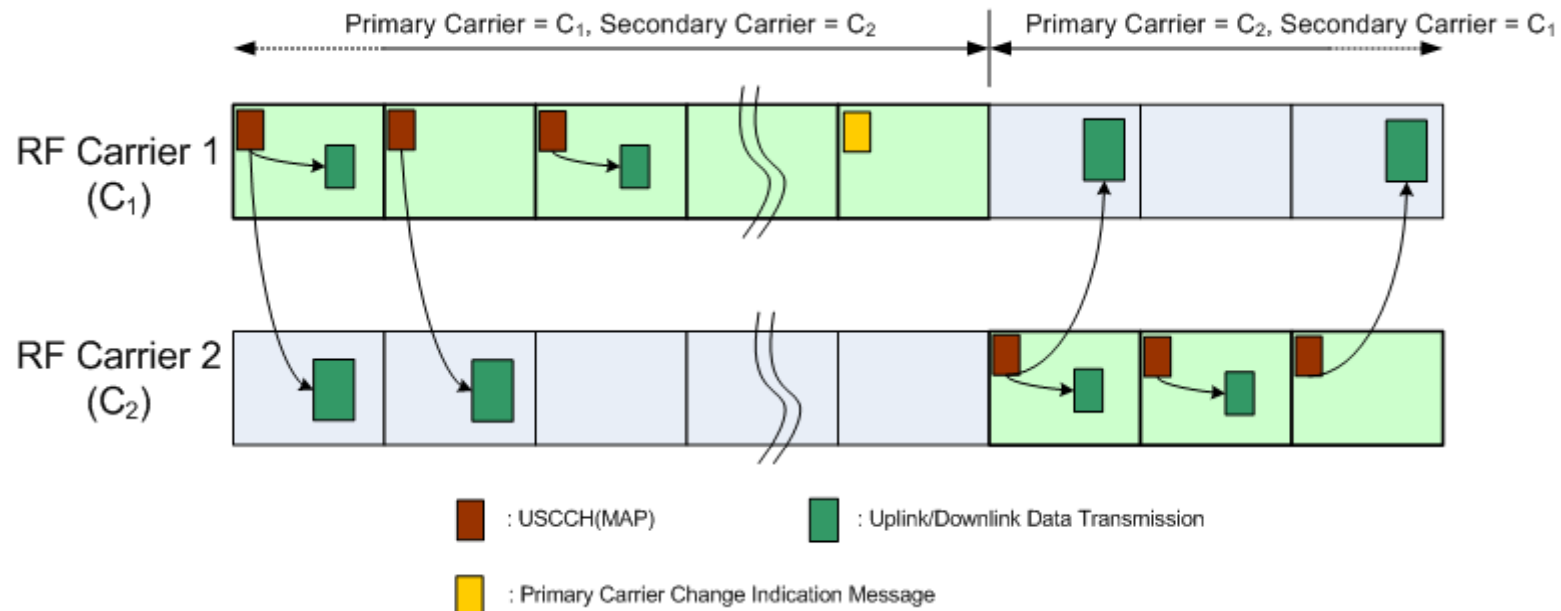 Primary Carrier = C₁, Secondary Carrier = C₂
Primary Carrier = C₂, Secondary Carrier = C₁
RF Carrier 1
(C₁)
RF Carrier 2
(C₂)
: USCCH(MAP)
: Uplink/Downlink Data Transmission
: Primary Carrier Change Indication Message